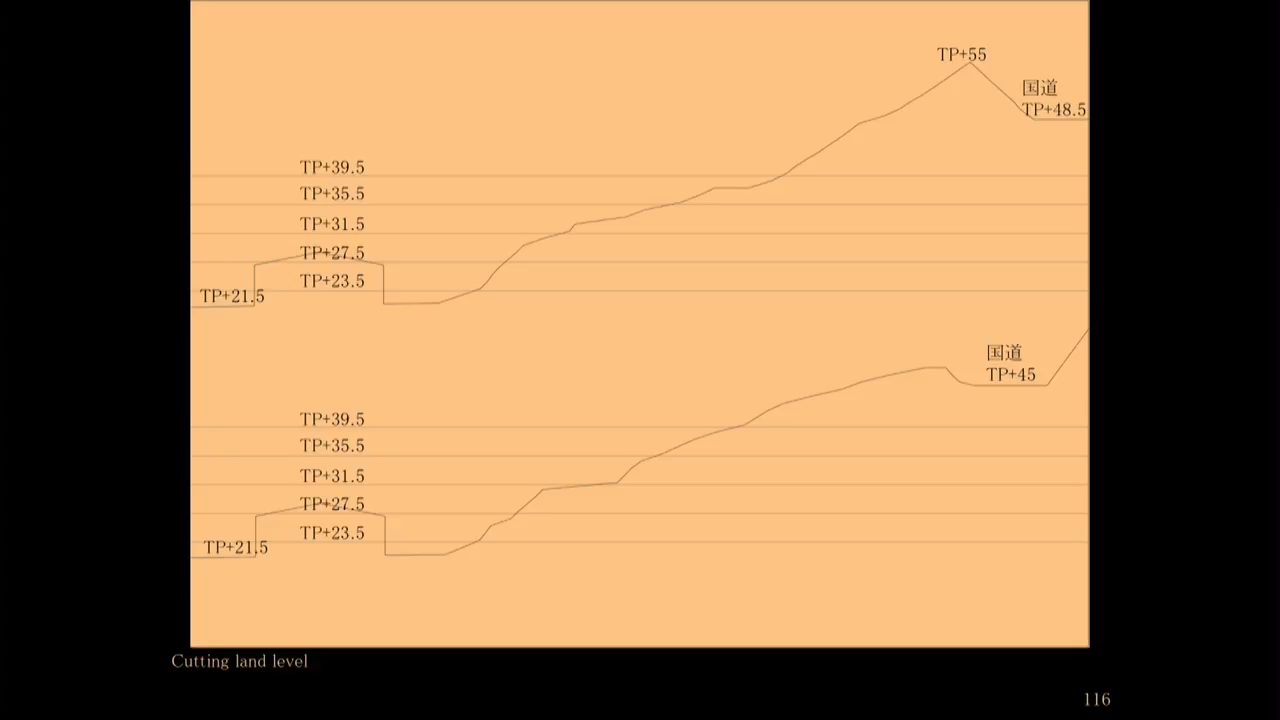 TP+55
国道
TP+48.5
TP+39.5
TP+35.5
TP+31.5
TP+27.5
TP+23.5
TP+21.5
国道
TP+45
TP+39.5
TP+35.5
TP+31.5
TP+27.5
TP+23.5
TP+21.5
Cutting land level
116